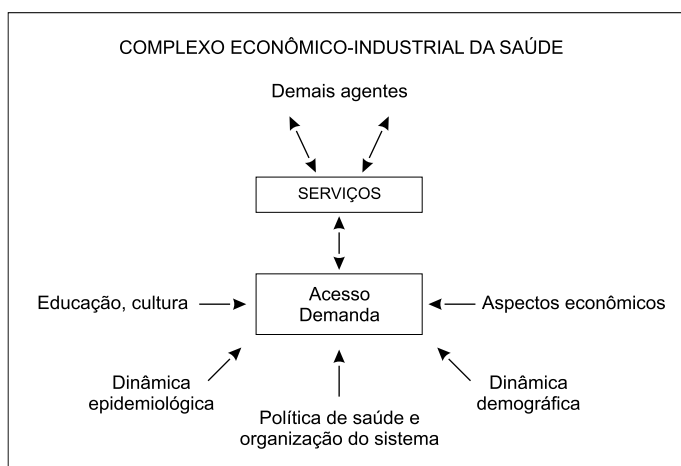 COMPLEXO ECONÔMICO-INDUSTRIAL DA SAÚDE
Demais agentes
SERVIÇOS
Acesso
Demanda
Educação, cultura
Aspectos econômicos
Dinâmica
epidemiológica
Política de saúde e
organização do sistema
Dinâmica
demográfica